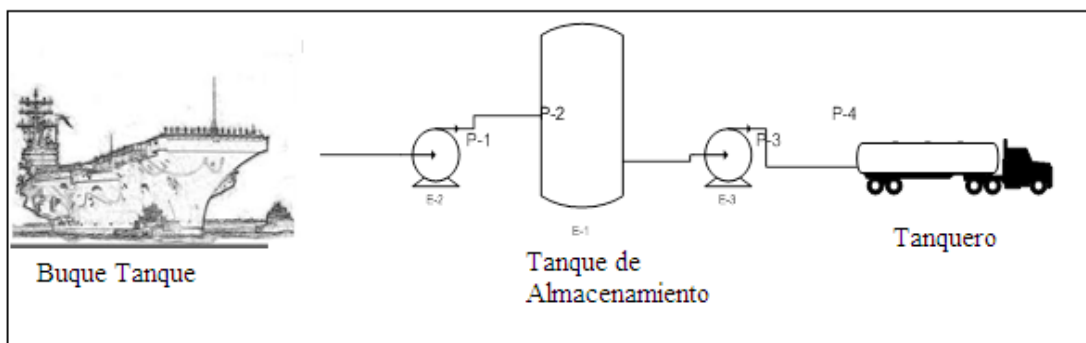 P-1
P-2
P-3
P-4
E-2
E-3
E-1
Buque Tanque
Tanque de
Almacenamiento
Tanquero